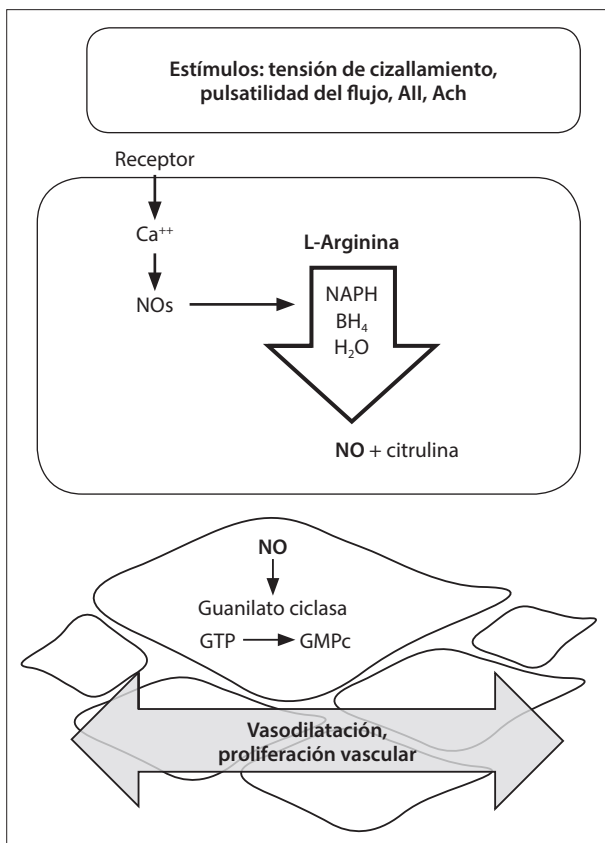 Estímulos: tensión de cizallamiento,
pulsatilidad del flujo, AII, Ach
Receptor
Ca⁺⁺
NOs
L-Arginina
NAPH
BH₄
H₂O
NO + citrulina
NO
Guanilato ciclasa
GTP
GMPc
Vasodilatación,
proliferación vascular